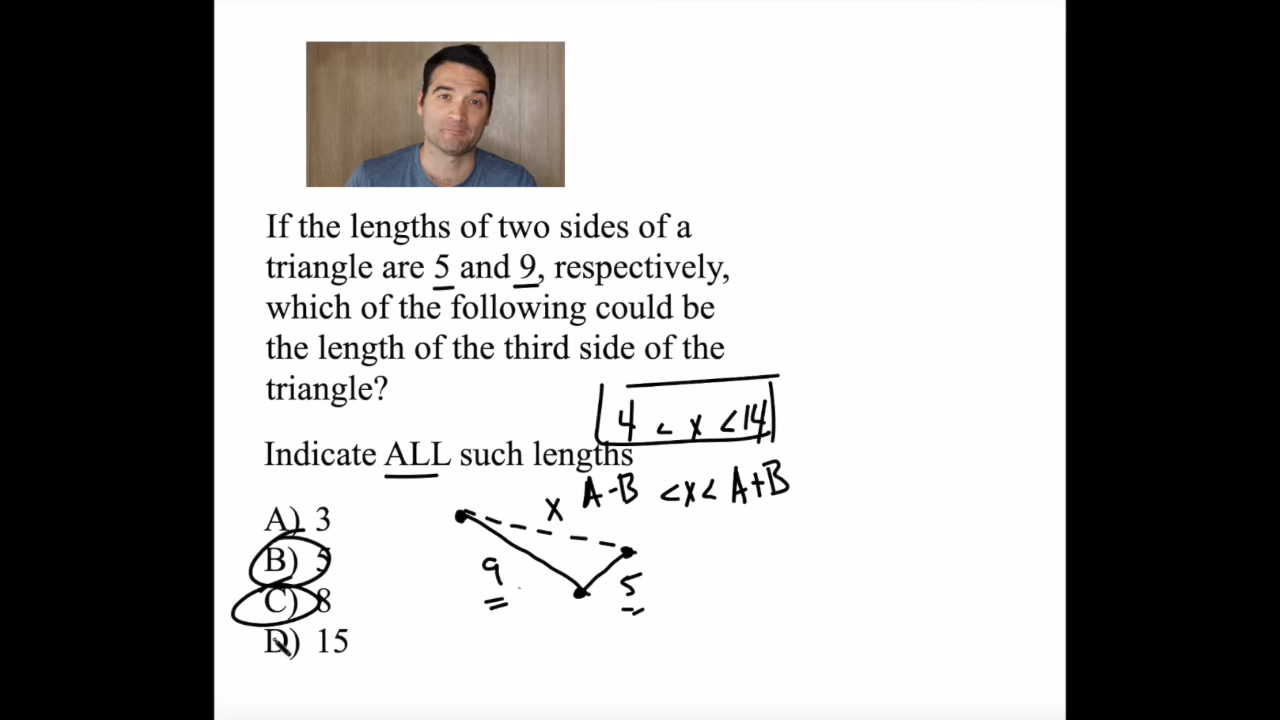 If the lengths of two sides of a
triangle are 5 and 9, respectively,
which of the following could be
the length of the third side of the
triangle?
4 < x < 14
Indicate ALL such lengths
A-B < x < A+B
x
A) 3
B) 5
9
5
C) 8
D) 15